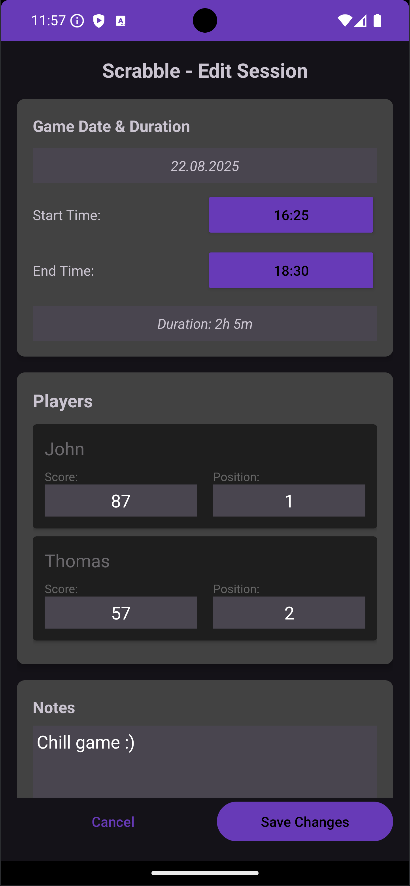 11:57
Scrabble - Edit Session
Game Date & Duration
22.08.2025
Start Time: 16:25
End Time: 18:30
Duration: 2h 5m
Players
John
Score: Position:
87 1
Thomas
Score: Position:
57 2
Notes
Chill game :)
Cancel Save Changes